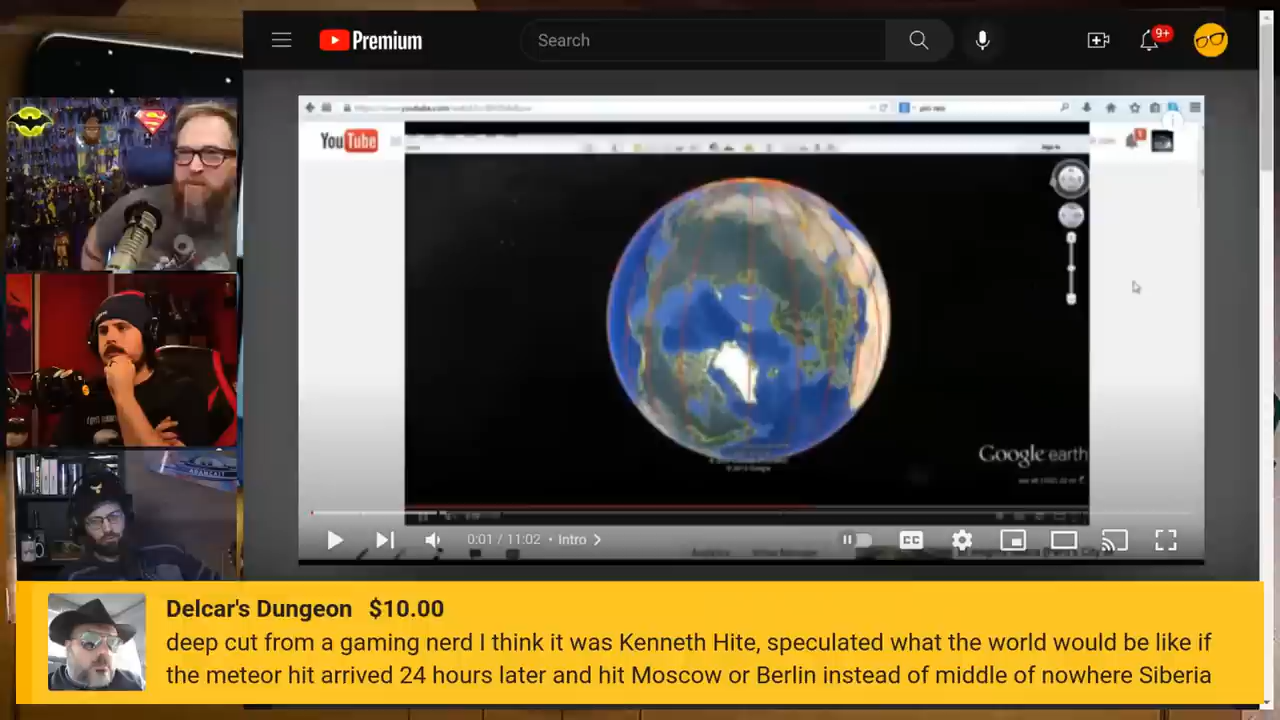 Premium
Search
9+
YouTube
Google earth
0:01 / 11:02 • Intro
CC
Delcar's Dungeon $10.00
deep cut from a gaming nerd I think it was Kenneth Hite, speculated what the world would be like if
the meteor hit arrived 24 hours later and hit Moscow or Berlin instead of middle of nowhere Siberia